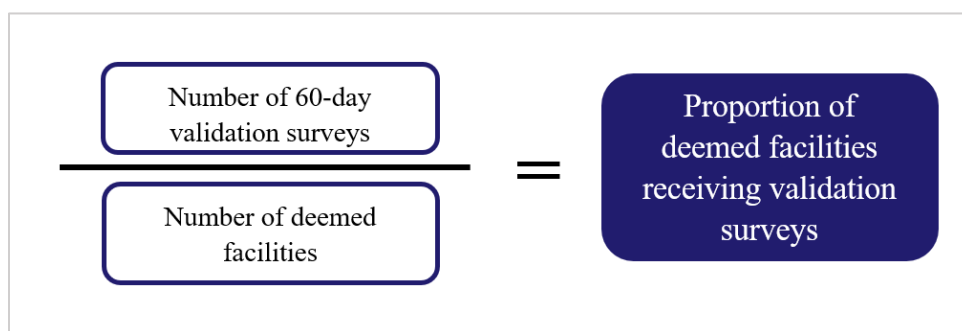 Number of 60-day
validation surveys
Number of deemed
facilities
=
Proportion of
deemed facilities
receiving validation
surveys